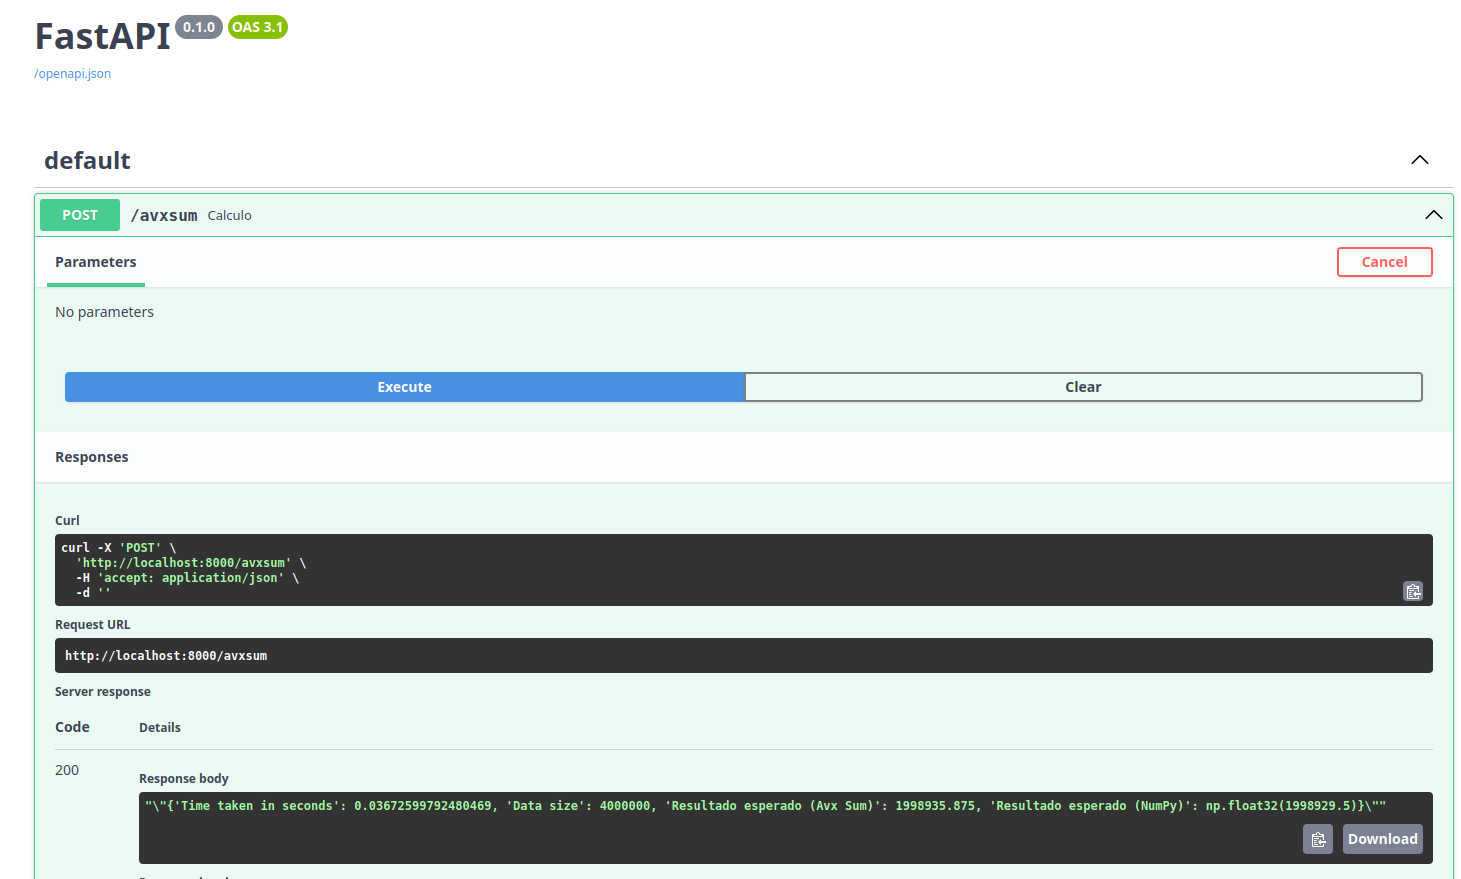 FastAPI 0.1.0 OAS 3.1
/openapi.json
default
POST /avxsum Calculo
Parameters Cancel
No parameters
Execute Clear
Responses
Curl
curl -X 'POST' \
'http://localhost:8000/avxsum' \
-H 'accept: application/json' \
-d ''
Request URL
http://localhost:8000/avxsum
Server response
Code Details
200
Response body
"\"{'Time taken in seconds': 0.03672599792480469, 'Data size': 4000000, 'Resultado esperado (Avx Sum)': 1998935.875, 'Resultado esperado (NumPy)': np.float32(1998929.5)}\""
Download